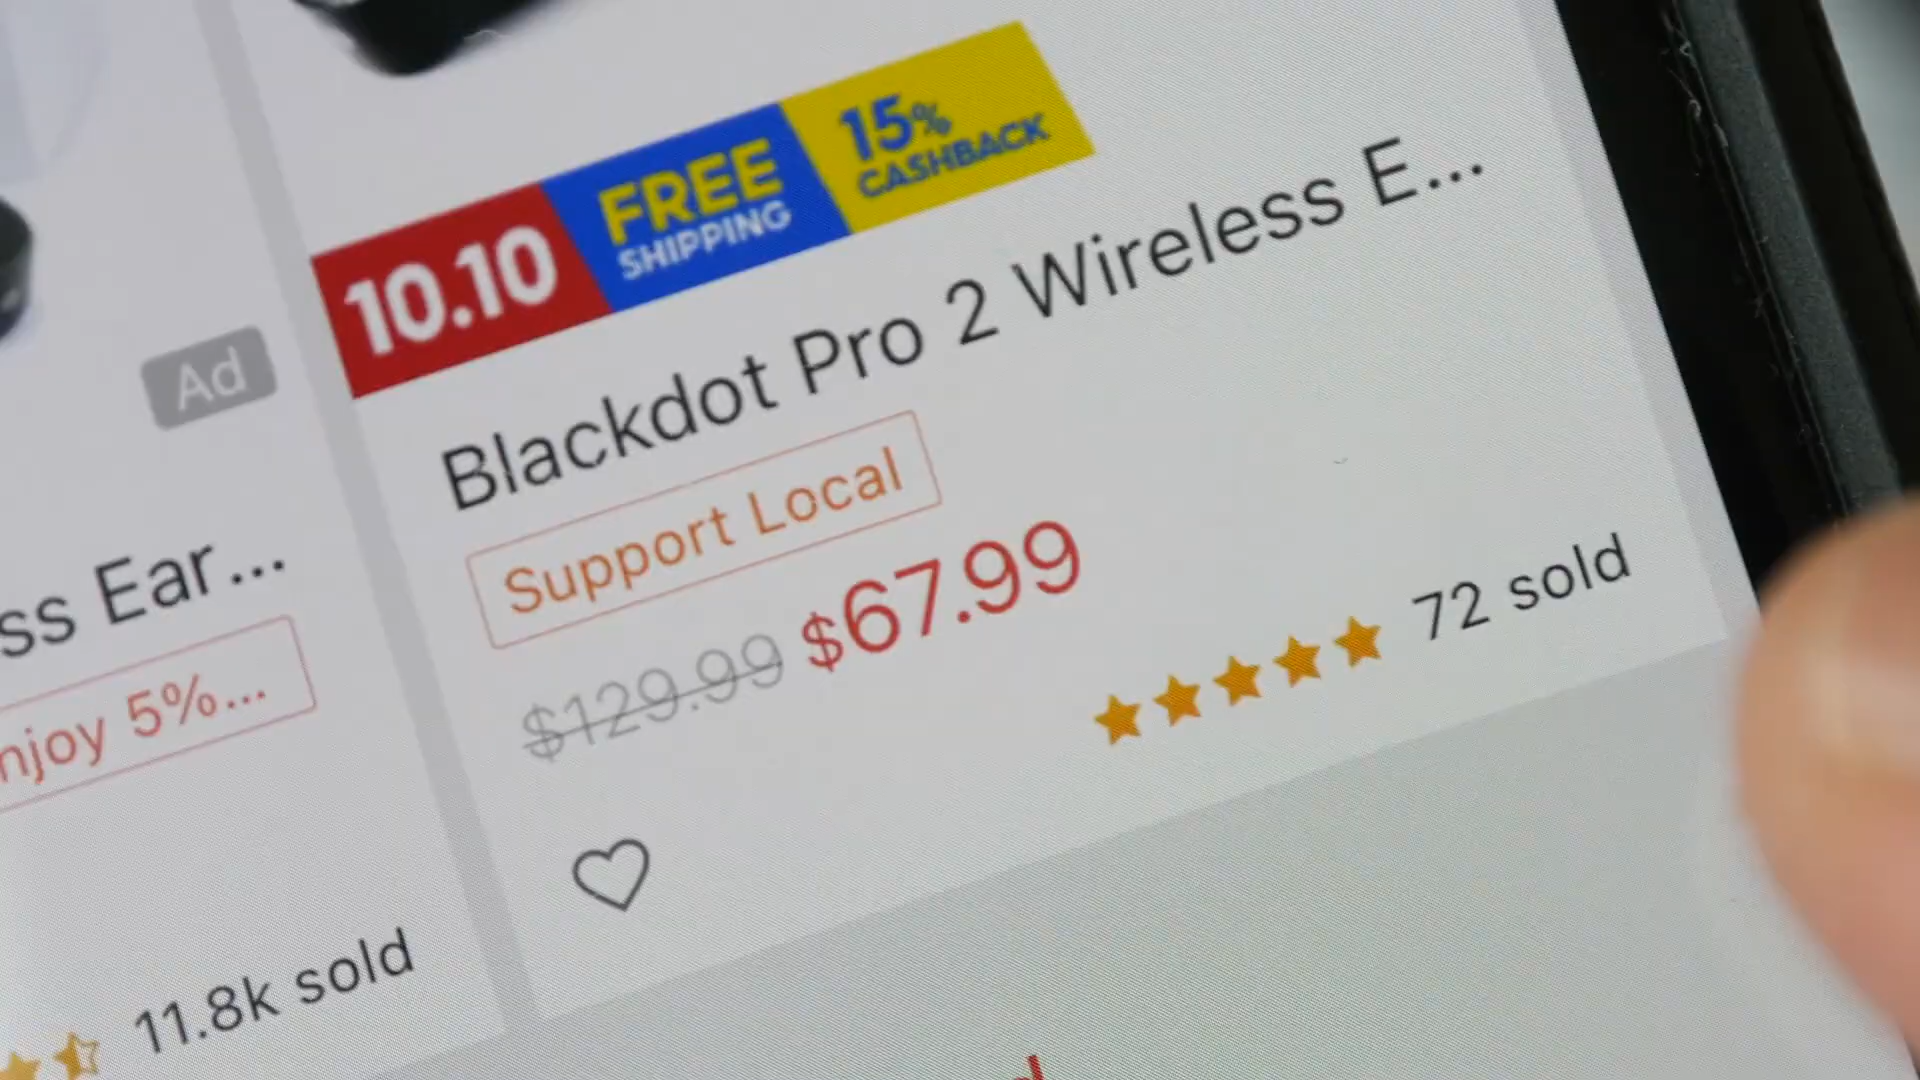 10.10
FREE
SHIPPING
15%
CASHBACK
Blackdot Pro 2 Wireless E...
Support Local
$129.99 $67.99
72 sold
Ad
ss Ear...
njoy 5%...
11.8k sold